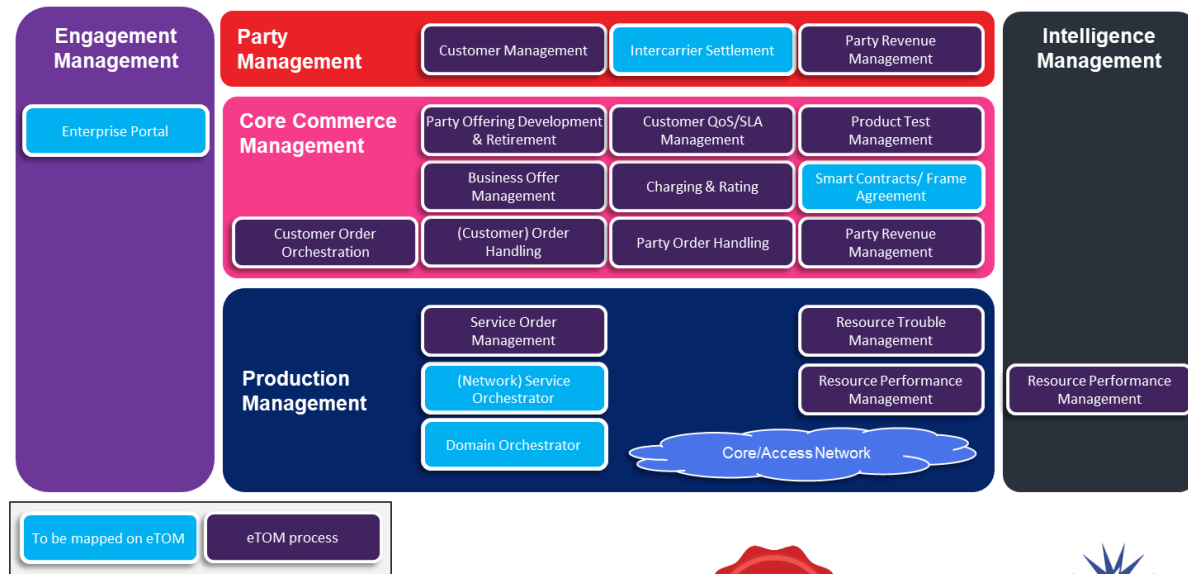 Engagement
Management
Enterprise Portal
Party
Management
Customer Management
Intercarrier Settlement
Party Revenue
Management
Core Commerce
Management
Party Offering Development
& Retirement
Customer QoS/SLA
Management
Product Test
Management
Business Offer
Management
Charging & Rating
Smart Contracts/ Frame
Agreement
Customer Order
Orchestration
(Customer) Order
Handling
Party Order Handling
Party Revenue
Management
Production
Management
Service Order
Management
Resource Trouble
Management
(Network) Service
Orchestrator
Resource Performance
Management
Domain Orchestrator
Core/Access Network
Intelligence
Management
Resource Performance
Management
To be mapped on eTOM
eTOM process